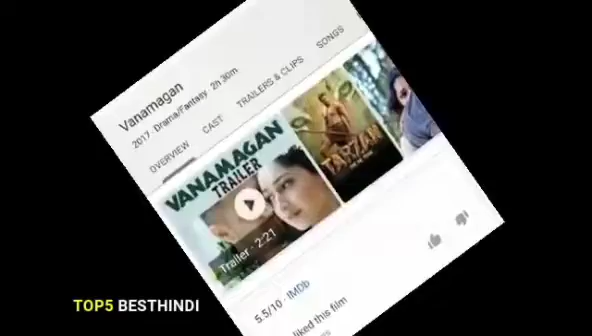 Vanamagan
2017 · Drama/Fantasy · 2h 30m
OVERVIEW
CAST
TRAILERS & CLIPS
SONGS
VANAMAGAN
TRAILER
TARZAN
Trailer · 2:21
5.5/10 · IMDb
liked this film
TOP5 BESTHINDI